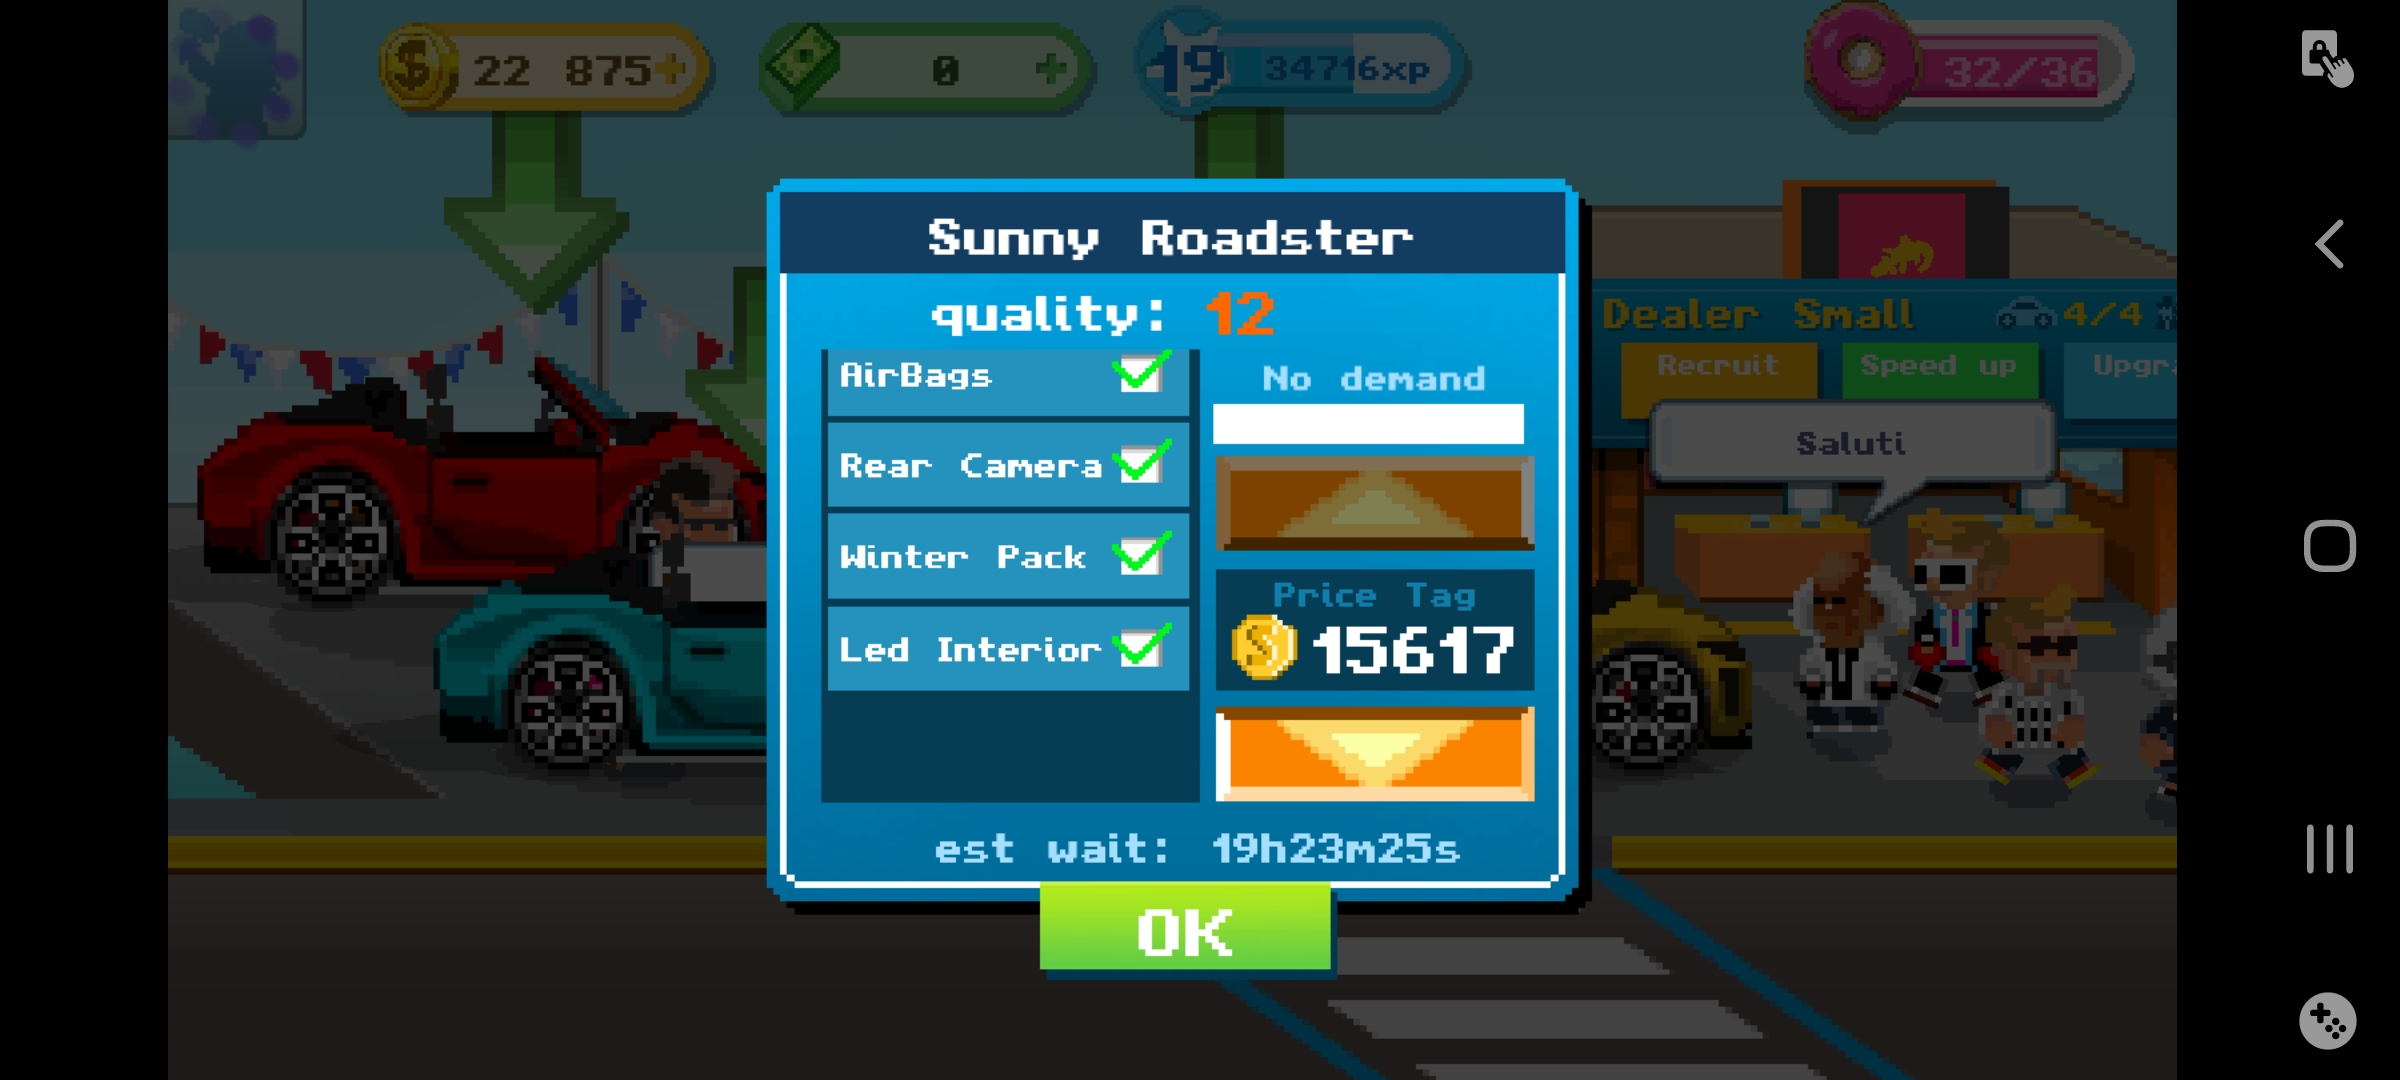 22 875+
0 +
19 34716xp
32/36
Sunny Roadster
quality: 12
AirBags
Rear Camera
Winter Pack
Led Interior
No demand
Price Tag
15617
est wait: 19h23m25s
OK
Dealer Small 4/4
Recruit
Speed up
Saluti